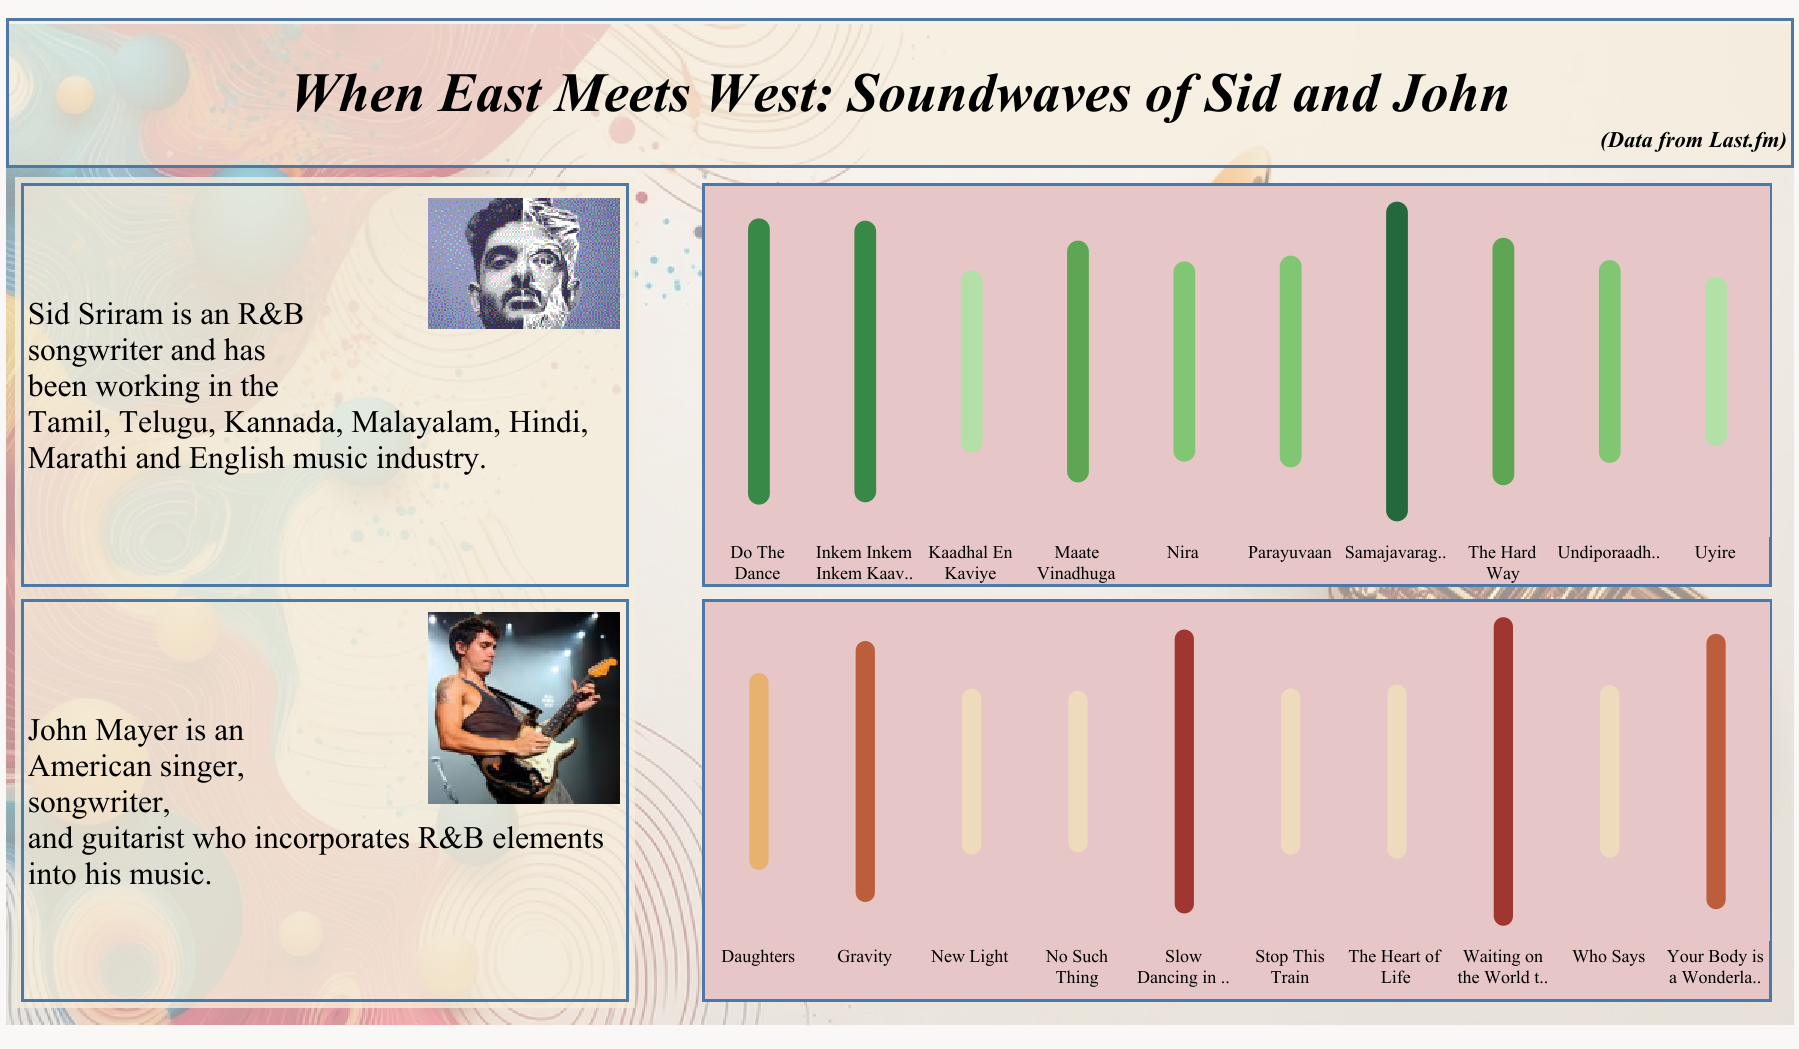 When East Meets West: Soundwaves of Sid and John
(Data from Last.fm)
Sid Sriram is an R&B
songwriter and has
been working in the
Tamil, Telugu, Kannada, Malayalam, Hindi,
Marathi and English music industry.
Do The
Dance
Inkem Inkem
Inkem Kaav..
Kaadhal En
Kaviye
Maate
Vinadhuga
Nira
Parayuvaan
Samajavarag..
The Hard
Way
Undiporaadh..
Uyire
John Mayer is an
American singer,
songwriter,
and guitarist who incorporates R&B elements
into his music.
Daughters
Gravity
New Light
No Such
Thing
Slow
Dancing in ..
Stop This
Train
The Heart of
Life
Waiting on
the World t..
Who Says
Your Body is
a Wonderla..